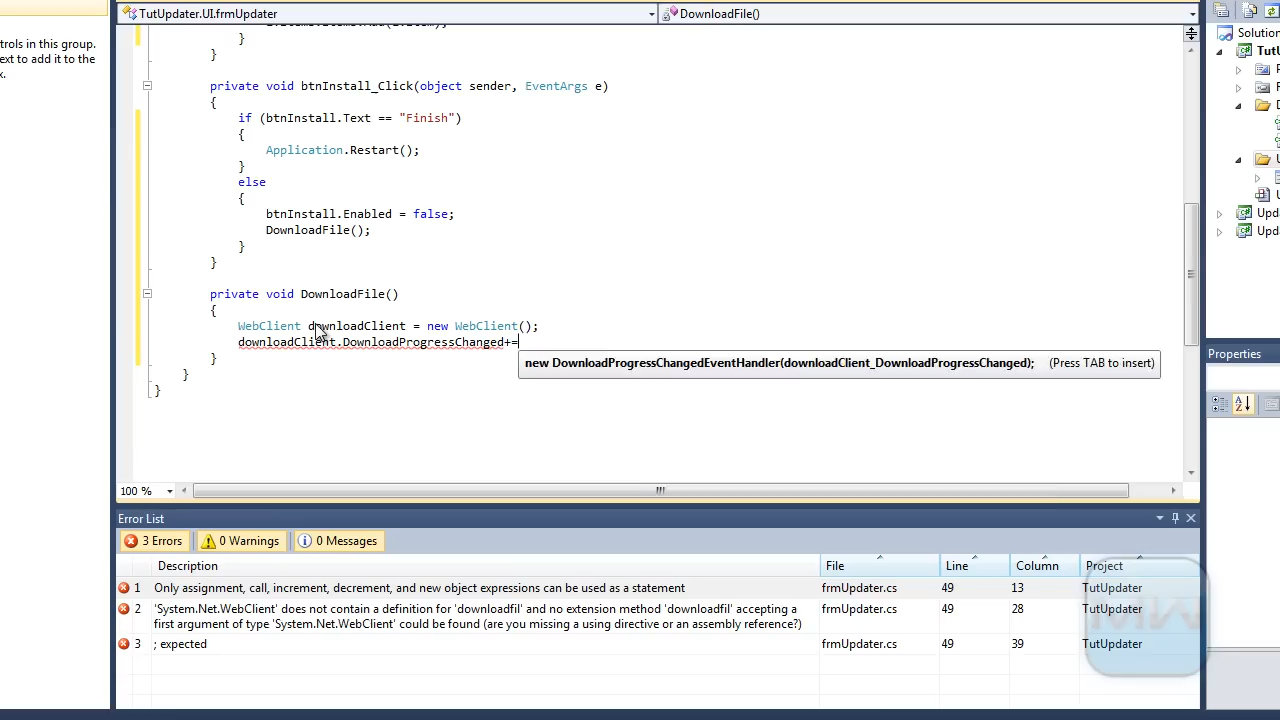 TutUpdater.UI.frmUpdater
DownloadFile()
trols in this group.
ext to add it to the
x.
}
}
private void btnInstall_Click(object sender, EventArgs e)
{
if (btnInstall.Text == "Finish")
{
Application.Restart();
}
else
{
btnInstall.Enabled = false;
DownloadFile();
}
}
private void DownloadFile()
{
WebClient downloadClient = new WebClient();
downloadClient.DownloadProgressChanged+=
new DownloadProgressChangedEventHandler(downloadClient_DownloadProgressChanged); (Press TAB to insert)
}
}
}
100 %
Solutio
TutU
P
R
D
U
U
Upda
Upda
Properties
Error List
3 Errors
0 Warnings
0 Messages
Description File Line Column Project
1 Only assignment, call, increment, decrement, and new object expressions can be used as a statement frmUpdater.cs 49 13 TutUpdater
2 'System.Net.WebClient' does not contain a definition for 'downloadfil' and no extension method 'downloadfil' accepting a frmUpdater.cs 49 28 TutUpdater
first argument of type 'System.Net.WebClient' could be found (are you missing a using directive or an assembly reference?)
3 ; expected frmUpdater.cs 49 39 TutUpdater